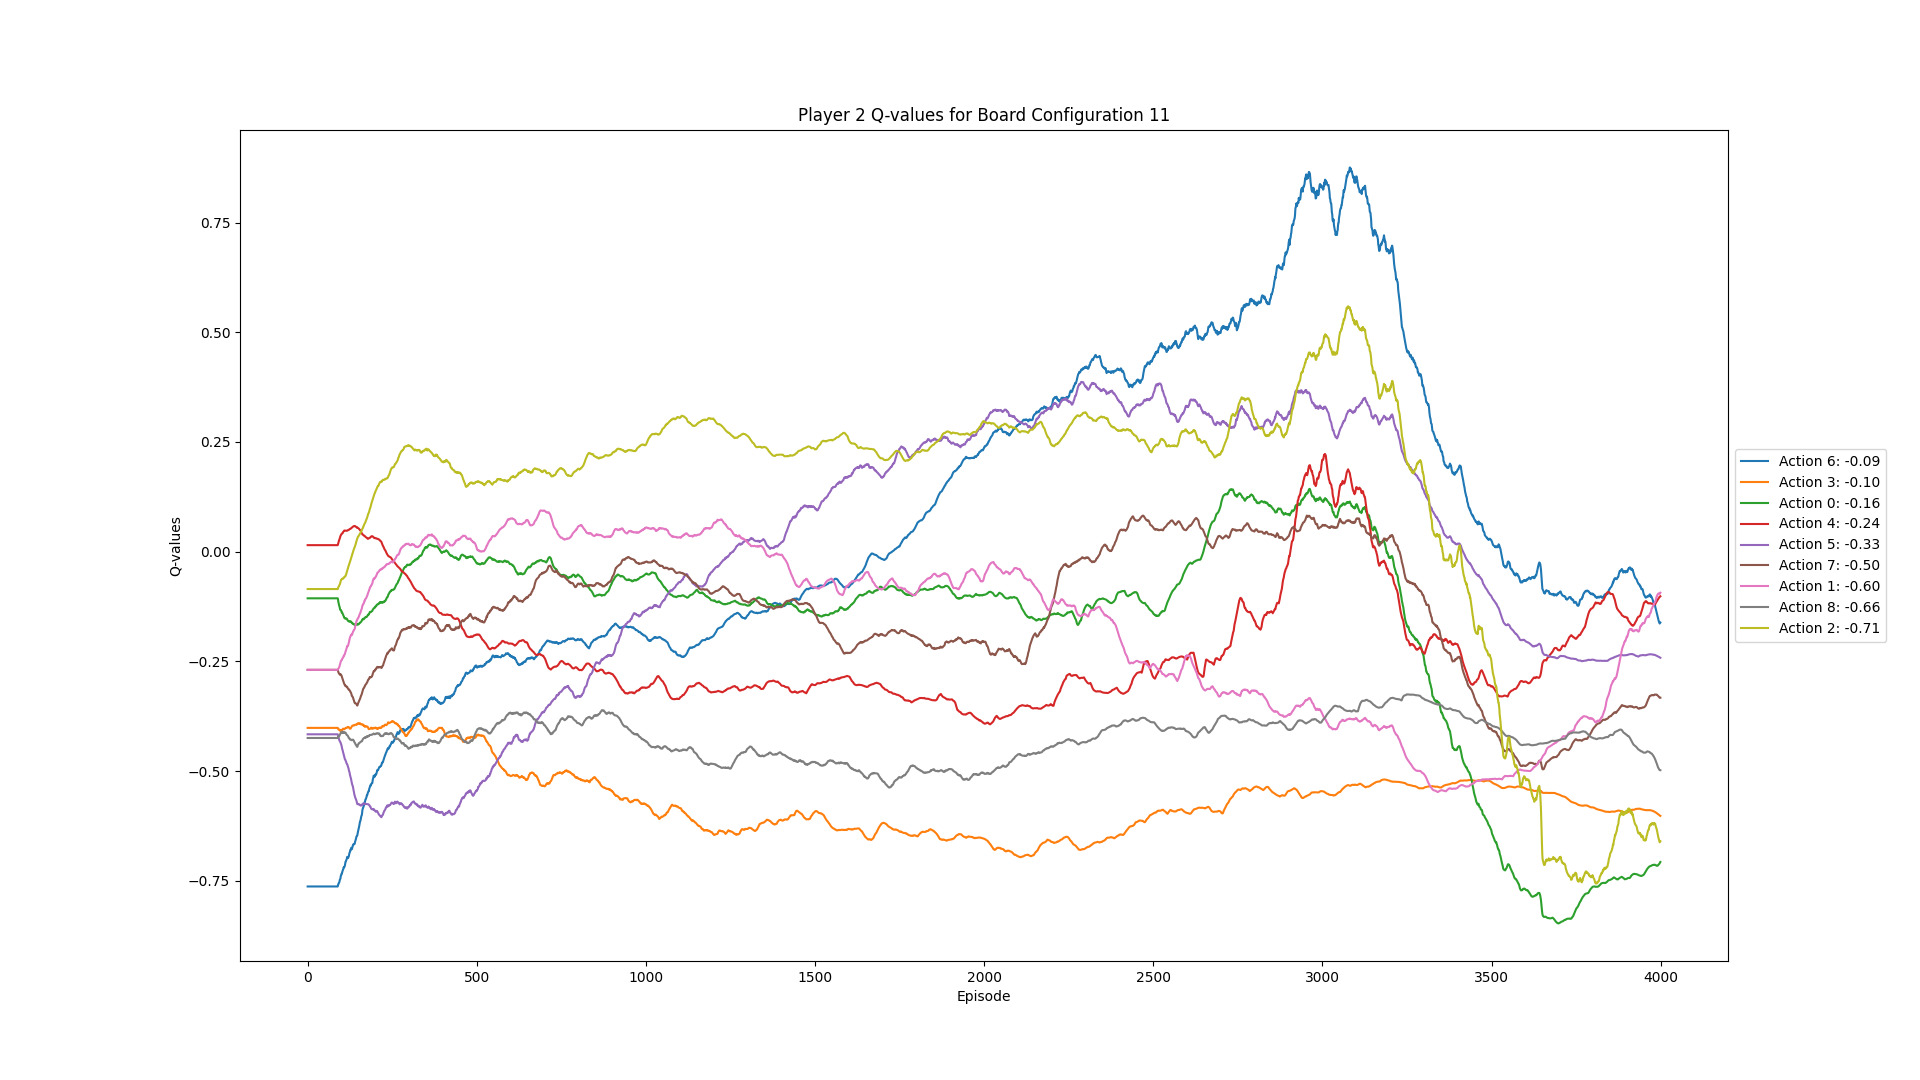 Player 2 Q-values for Board Configuration 11
0.75
0.50
0.25
0.00
−0.25
−0.50
−0.75
Q-values
0 500 1000 1500 2000 2500 3000 3500 4000
Episode
Action 6: -0.09
Action 3: -0.10
Action 0: -0.16
Action 4: -0.24
Action 5: -0.33
Action 7: -0.50
Action 1: -0.60
Action 8: -0.66
Action 2: -0.71